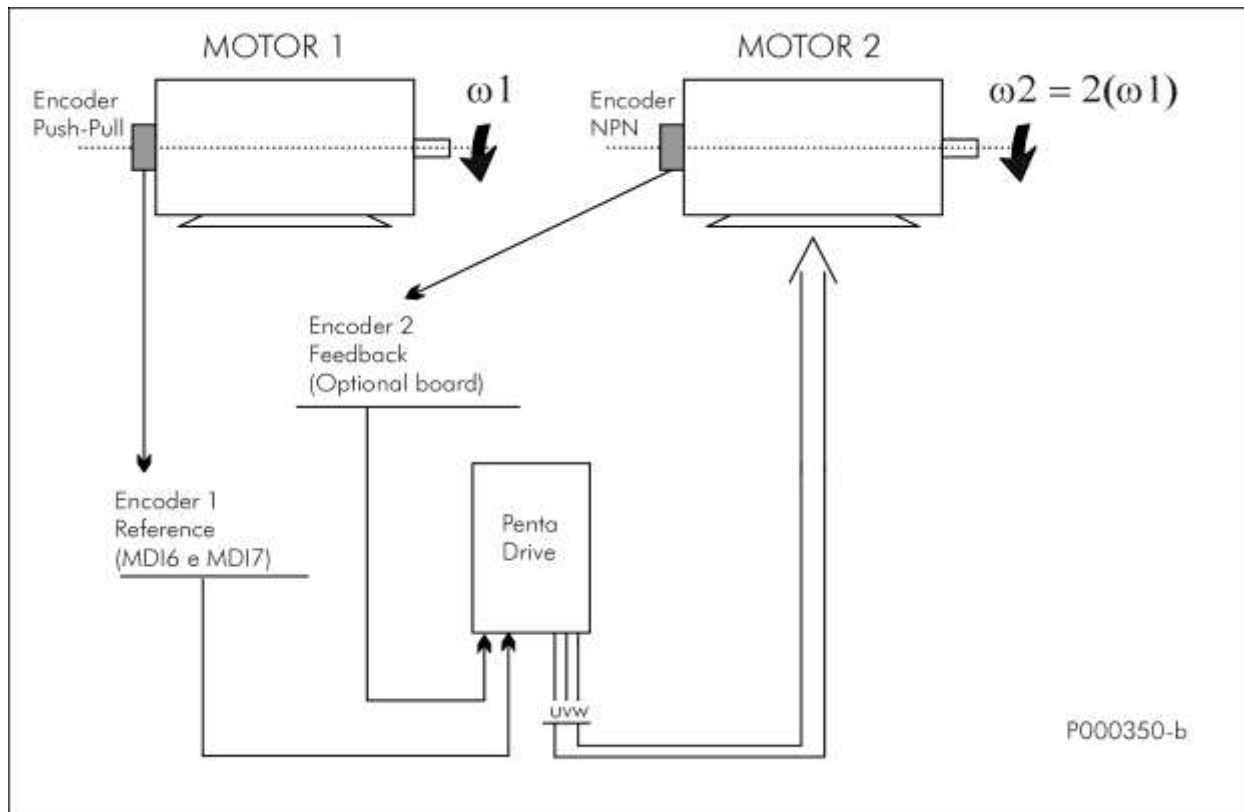 MOTOR 1
Encoder
Push-Pull
ω1
MOTOR 2
Encoder
NPN
ω2 = 2(ω1)
Encoder 2
Feedback
(Optional board)
Encoder 1
Reference
(MDI6 e MDI7)
Penta
Drive
UVW
P000350-b